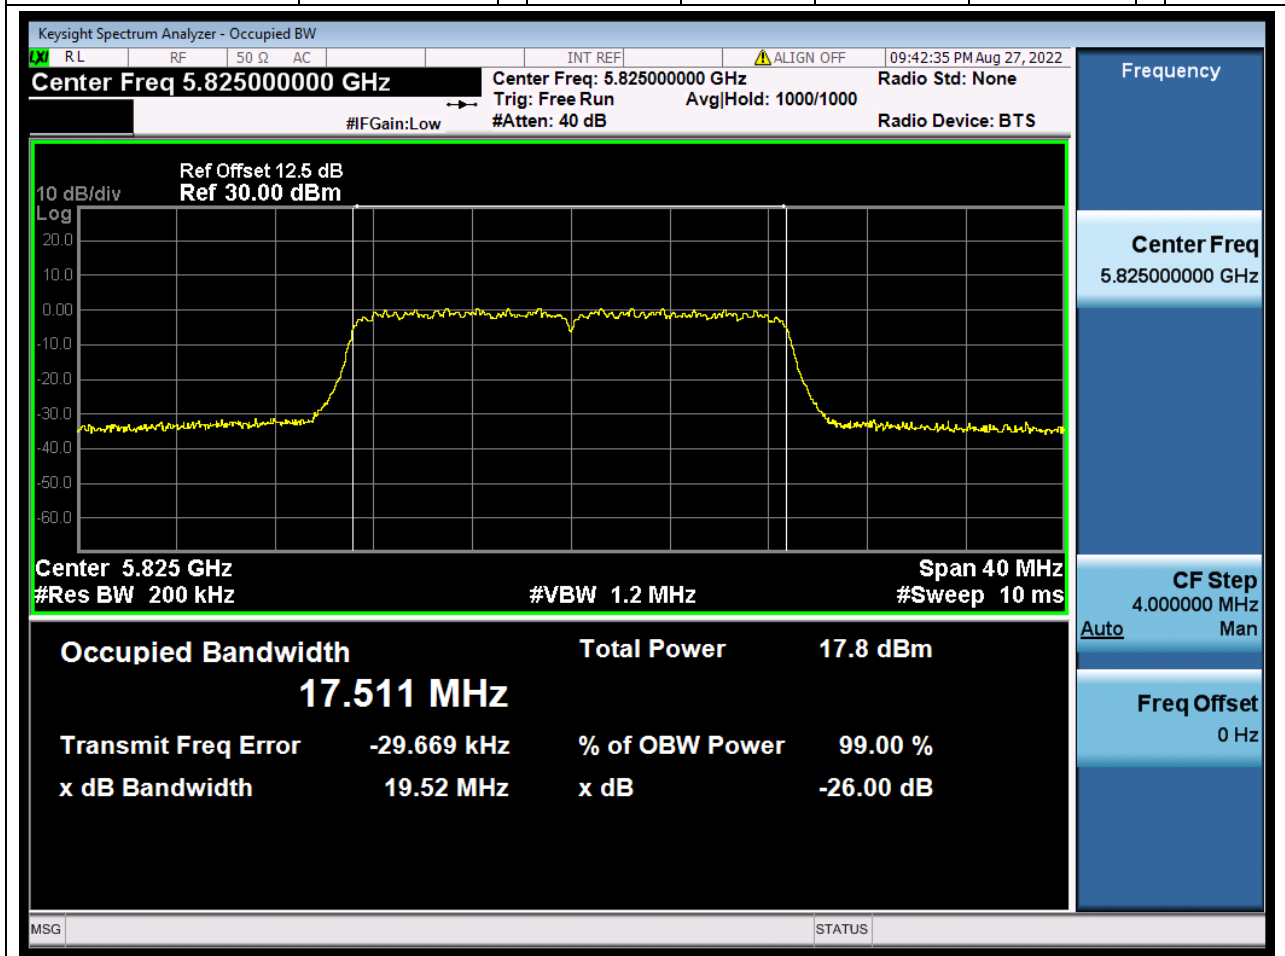 Keysight Spectrum Analyzer - Occupied BW
LXI RL RF 50 Ω AC INT REF ALIGN OFF 09:42:35 PM Aug 27, 2022
Center Freq 5.825000000 GHz
Center Freq: 5.825000000 GHz
Radio Std: None
Trig: Free Run Avg|Hold: 1000/1000
#IFGain:Low
#Atten: 40 dB
Radio Device: BTS
Ref Offset 12.5 dB
10 dB/div Ref 30.00 dBm
Log
20.0
10.0
0.00
-10.0
-20.0
-30.0
-40.0
-50.0
-60.0
Center 5.825 GHz Span 40 MHz
#Res BW 200 kHz #VBW 1.2 MHz #Sweep 10 ms
Occupied Bandwidth Total Power 17.8 dBm
17.511 MHz
Transmit Freq Error -29.669 kHz % of OBW Power 99.00 %
x dB Bandwidth 19.52 MHz x dB -26.00 dB
MSG STATUS
Frequency
Center Freq
5.825000000 GHz
CF Step
4.000000 MHz
Auto Man
Freq Offset
0 Hz